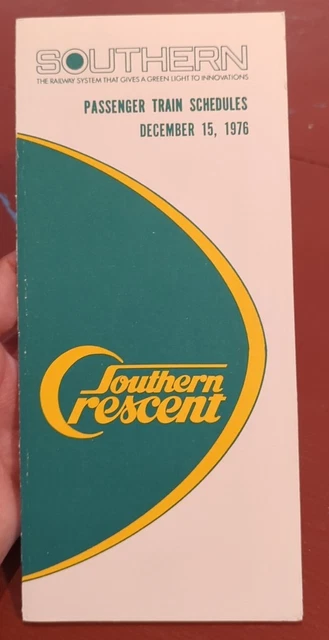 SOUTHERN
THE RAILWAY SYSTEM THAT GIVES A GREEN LIGHT TO INNOVATIONS
PASSENGER TRAIN SCHEDULES
DECEMBER 15, 1976
Southern
Crescent